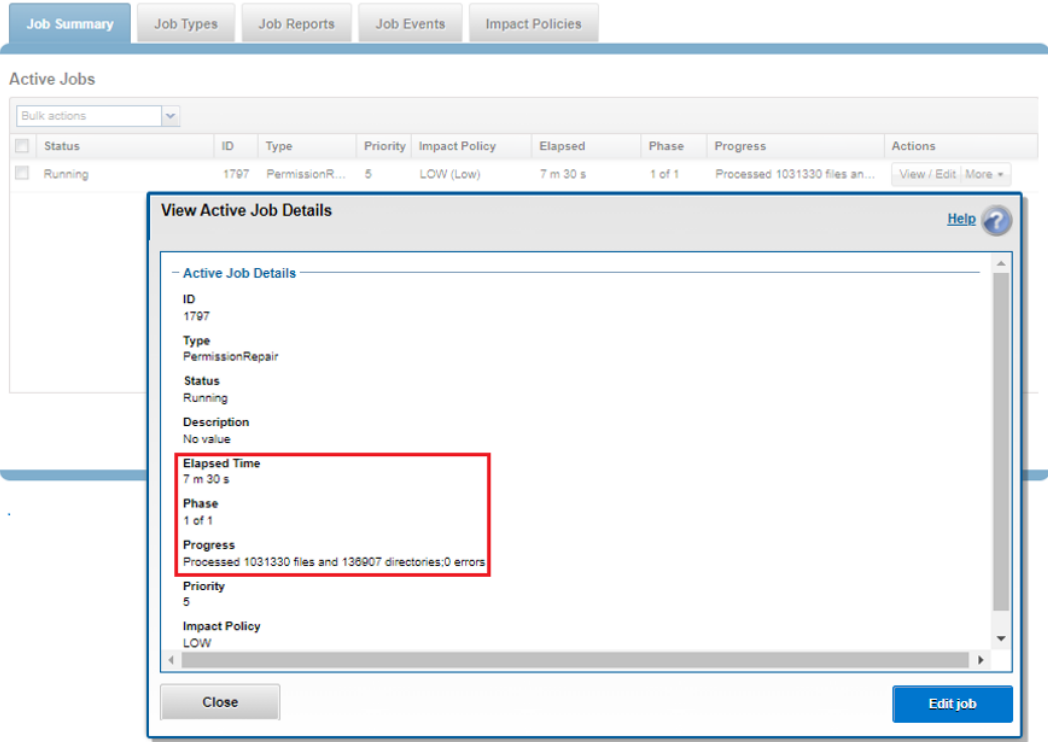 Job Summary
Job Types
Job Reports
Job Events
Impact Policies
Active Jobs
Bulk actions
Status ID Type Priority Impact Policy Elapsed Phase Progress Actions
Running 1797 PermissionR... 5 LOW (Low) 7 m 30 s 1 of 1 Processed 1031330 files an... View / Edit More
View Active Job Details
Help
Active Job Details
ID
1797
Type
PermissionRepair
Status
Running
Description
No value
Elapsed Time
7 m 30 s
Phase
1 of 1
Progress
Processed 1031330 files and 136907 directories;0 errors
Priority
5
Impact Policy
LOW
Close
Edit job